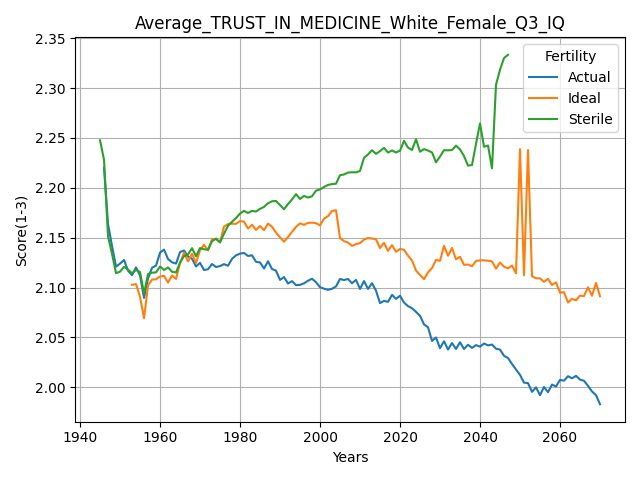 Average_TRUST_IN_MEDICINE_White_Female_Q3_IQ
Score(1-3)
2.35
2.30
2.25
2.20
2.15
2.10
2.05
2.00
Fertility
Actual
Ideal
Sterile
1940 1960 1980 2000 2020 2040 2060
Years